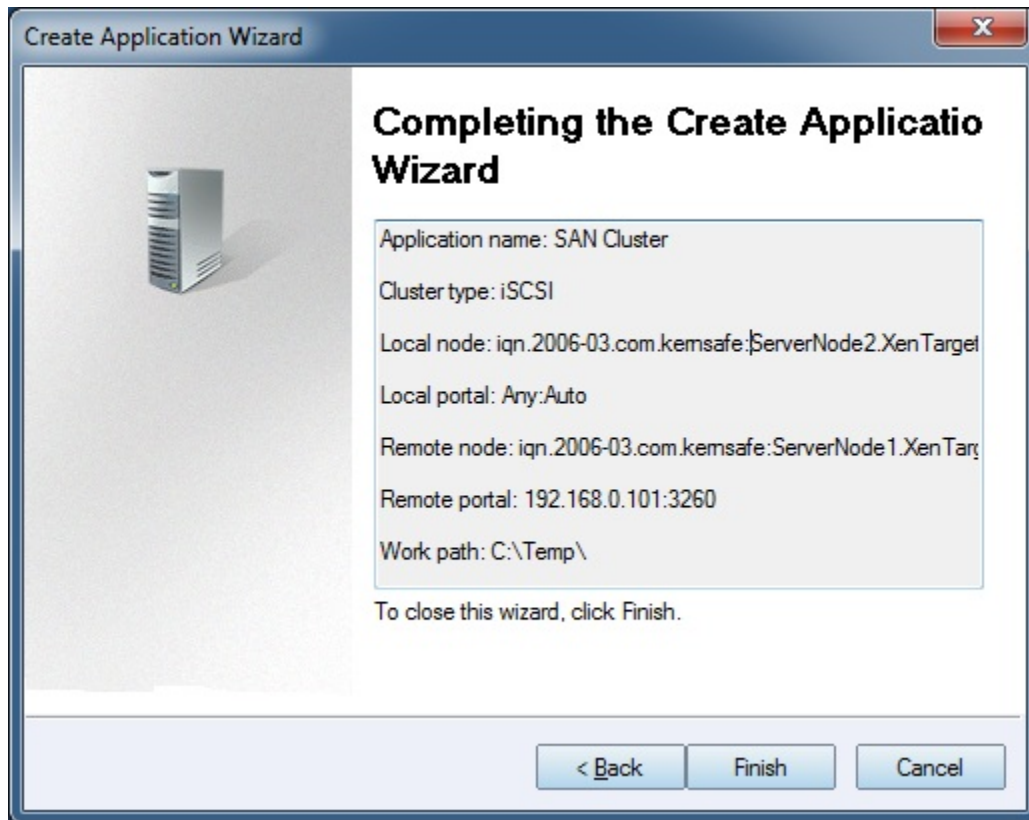 Create Application Wizard
Completing the Create Applicatio
Wizard
Application name: SAN Cluster
Cluster type: iSCSI
Local node: iqn.2006-03.com.kernsafe:ServerNode2.XenTarget
Local portal: Any:Auto
Remote node: iqn.2006-03.com.kernsafe:ServerNode1.XenTarg
Remote portal: 192.168.0.101:3260
Work path: C:\Temp\
To close this wizard, click Finish.
< Back Finish Cancel